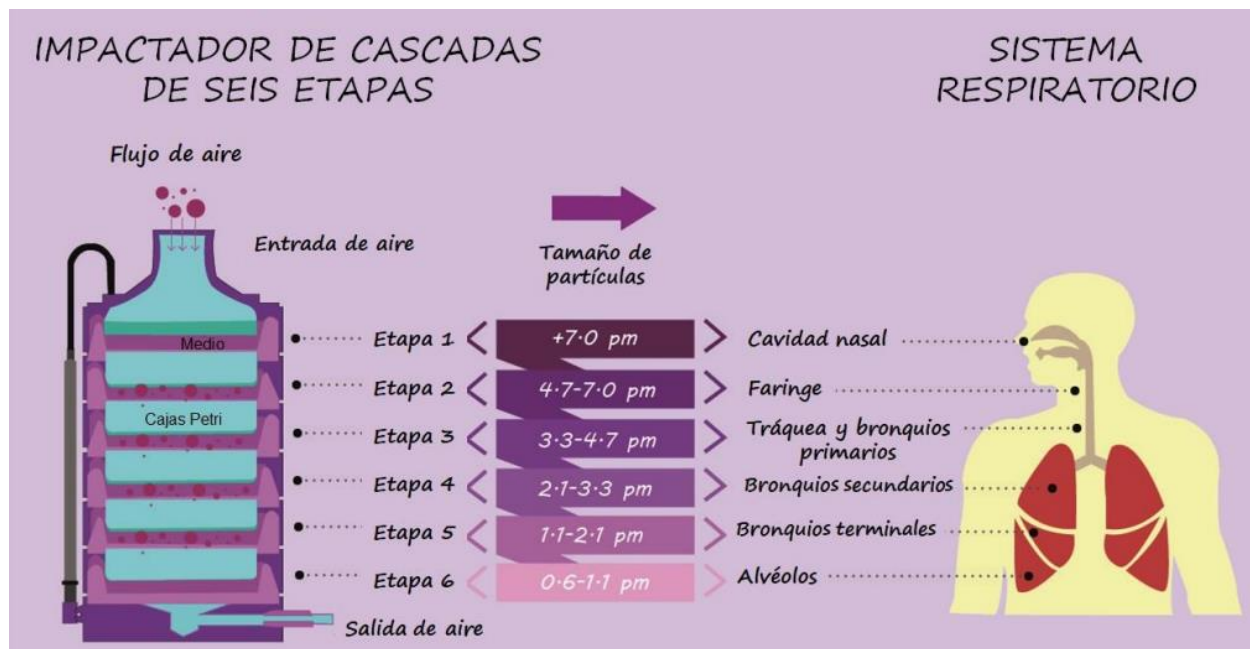 IMPACTADOR DE CASCADAS
DE SEIS ETAPAS
SISTEMA
RESPIRATORIO
Flujo de aire
Entrada de aire
Tamaño de
partículas
Medio
Etapa 1
+7.0 pm
Cavidad nasal
Etapa 2
4.7-7.0 pm
Faringe
Cajas Petri
Etapa 3
3.3-4.7 pm
Tráquea y bronquios
primarios
Etapa 4
2.1-3.3 pm
Bronquios secundarios
Etapa 5
1.1-2.1 pm
Bronquios terminales
Etapa 6
0.6-1.1 pm
Alvéolos
Salida de aire